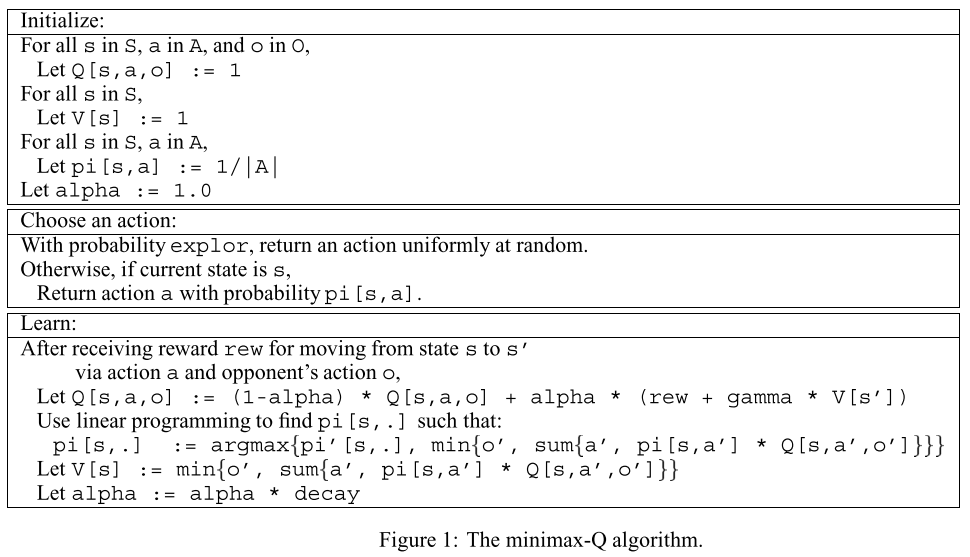 Initialize:
For all s in S, a in A, and o in O,
Let Q[s,a,o] := 1
For all s in S,
Let V[s] := 1
For all s in S, a in A,
Let pi[s,a] := 1/|A|
Let alpha := 1.0
Choose an action:
With probability explor, return an action uniformly at random.
Otherwise, if current state is s,
Return action a with probability pi[s,a].
Learn:
After receiving reward rew for moving from state s to s′
via action a and opponent's action o,
Let Q[s,a,o] := (1-alpha) * Q[s,a,o] + alpha * (rew + gamma * V[s′])
Use linear programming to find pi[s,.] such that:
pi[s,.] := argmax{pi′[s,.], min{o′, sum{a′, pi[s,a′] * Q[s,a′,o′]}}}
Let V[s] := min{o′, sum{a′, pi[s,a′] * Q[s,a′,o′]}}
Let alpha := alpha * decay
Figure 1: The minimax-Q algorithm.